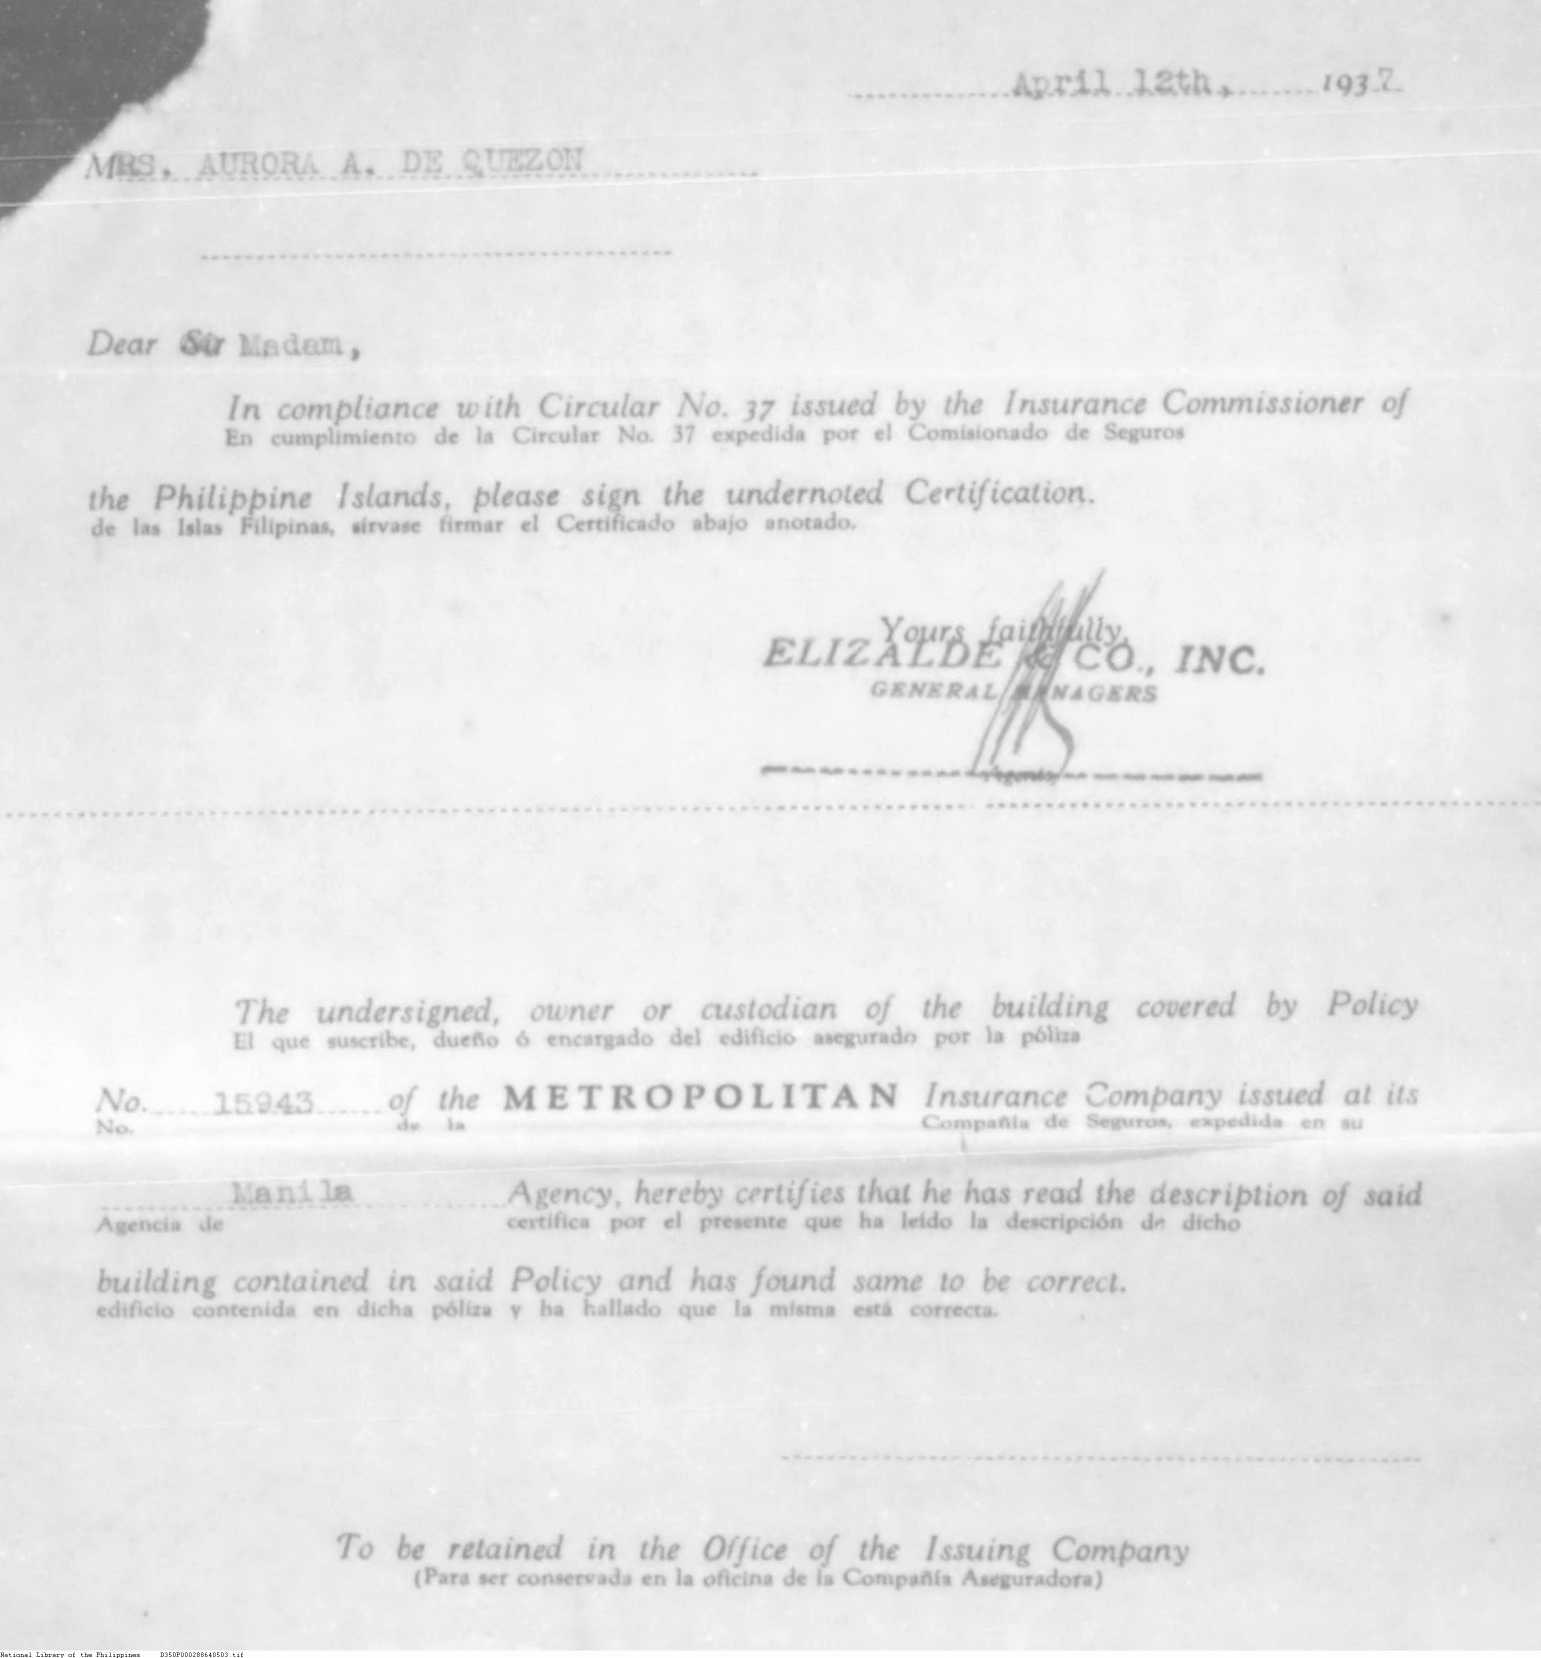 April 12th, 1937
MRS. AURORA A. DE QUEZON
Dear Sir Madam,
In compliance with Circular No. 37 issued by the Insurance Commissioner of
En cumplimiento de la Circular No. 37 expedida por el Comisionado de Seguros
the Philippine Islands, please sign the undernoted Certification.
de las Islas Filipinas, sírvase firmar el Certificado abajo anotado.
Yours faithfully,
ELIZALDE & CO., INC.
GENERAL MANAGERS
The undersigned, owner or custodian of the building covered by Policy
El que suscribe, dueño ó encargado del edificio asegurado por la póliza
No. 15943 of the METROPOLITAN Insurance Company issued at its
No. de la Compañía de Seguros, expedida en su
Manila Agency, hereby certifies that he has read the description of said
Agencia de certifica por el presente que ha leído la descripción de dicho
building contained in said Policy and has found same to be correct.
edificio contenida en dicha póliza y ha hallado que la misma está correcta.
To be retained in the Office of the Issuing Company
(Para ser conservada en la oficina de la Compañía Aseguradora)
National Library of the Philippines D350P000288640503.tif